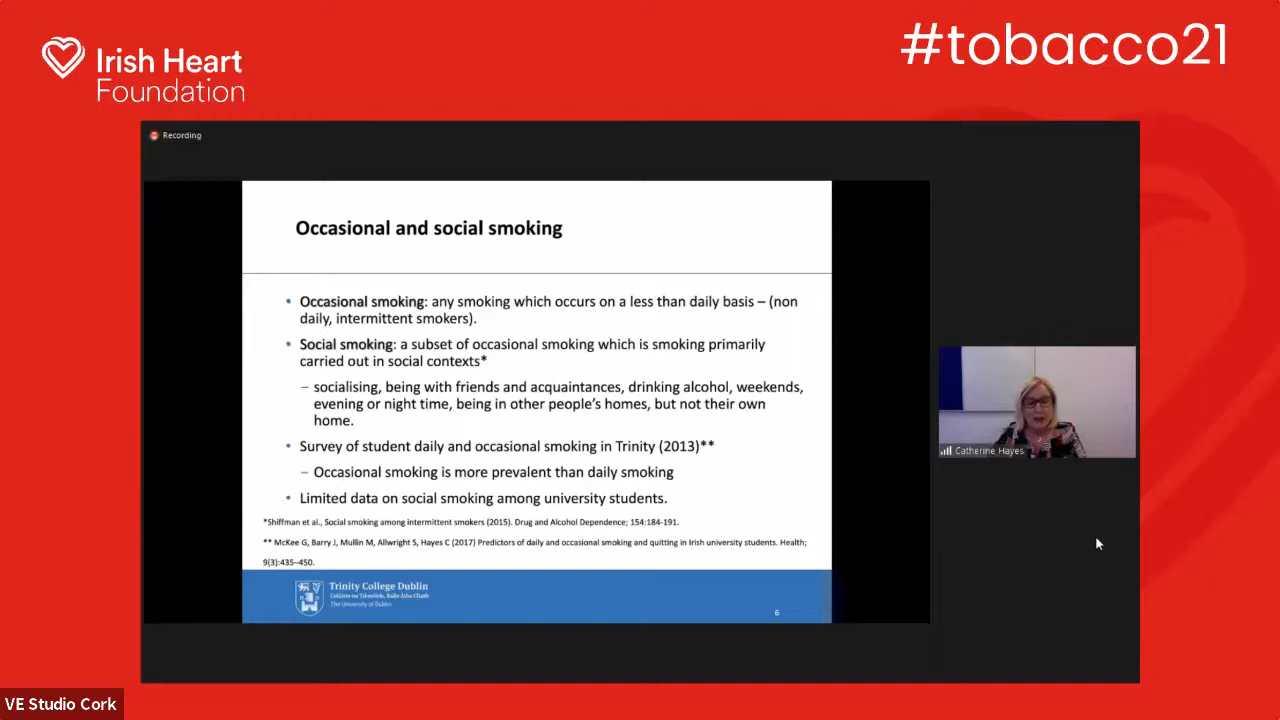 Irish Heart
Foundation
#tobacco21
Recording
Occasional and social smoking
• Occasional smoking: any smoking which occurs on a less than daily basis – (non
daily, intermittent smokers).
• Social smoking: a subset of occasional smoking which is smoking primarily
carried out in social contexts*
– socialising, being with friends and acquaintances, drinking alcohol, weekends,
evening or night time, being in other people's homes, but not their own
home.
• Survey of student daily and occasional smoking in Trinity (2013)**
– Occasional smoking is more prevalent than daily smoking
• Limited data on social smoking among university students.
*Shiffman et al., Social smoking among intermittent smokers (2015). Drug and Alcohol Dependence; 154:184-191.
** McKee G, Barry J, Mullin M, Allwright S, Hayes C (2017) Predictors of daily and occasional smoking and quitting in Irish university students. Health;
9(3):435–450.
Trinity College Dublin
Coláiste na Tríonóide, Baile Átha Cliath
The University of Dublin
6
Catherine Hayes
VE Studio Cork